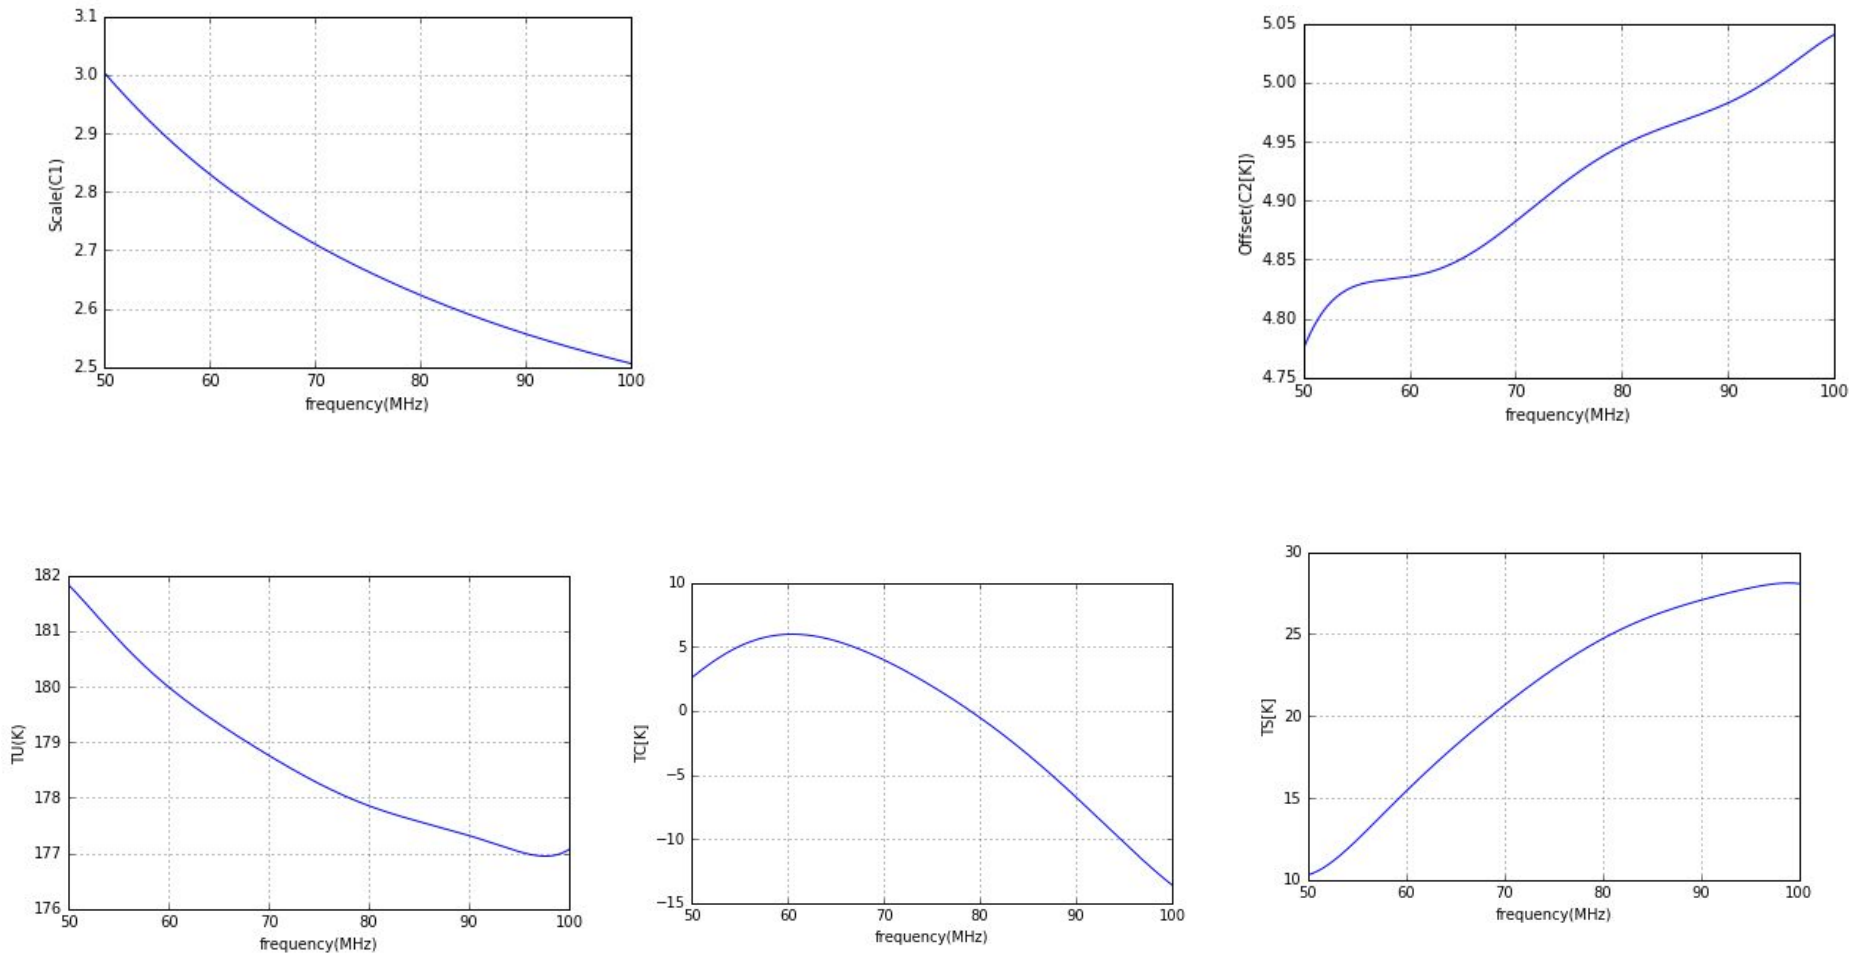 3.1
3.0
2.9
2.8
2.7
2.6
2.5
Scale(C1)
50 60 70 80 90 100
frequency(MHz)
5.05
5.00
4.95
4.90
4.85
4.80
4.75
Offset(C2[K])
50 60 70 80 90 100
frequency(MHz)
182
181
180
179
178
177
176
TU(K)
50 60 70 80 90 100
frequency(MHz)
10
5
0
−5
−10
−15
TC[K]
50 60 70 80 90 100
frequency(MHz)
30
25
20
15
10
TS[K]
50 60 70 80 90 100
frequency(MHz)